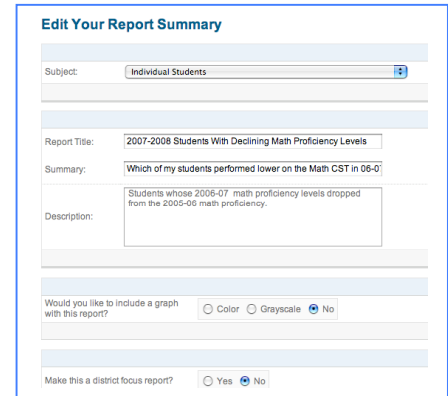 Edit Your Report Summary
Subject: Individual Students
Report Title: 2007-2008 Students With Declining Math Proficiency Levels
Summary: Which of my students performed lower on the Math CST in 06-07
Description: Students whose 2006-07 math proficiency levels dropped
from the 2005-06 math proficiency.
Would you like to include a graph
with this report? Color Grayscale No
Make this a district focus report? Yes No